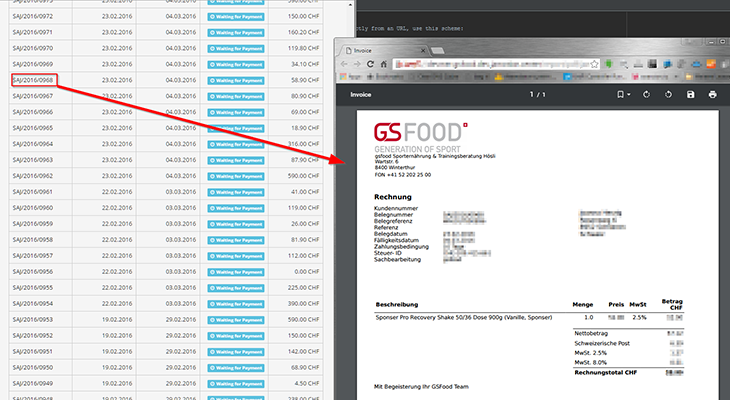 SAJ/2016/0972 23.02.2016 04.03.2016 Waiting for Payment 150.00 CHF
SAJ/2016/0971 23.02.2016 04.03.2016 Waiting for Payment 160.20 CHF
SAJ/2016/0970 23.02.2016 04.03.2016 Waiting for Payment 119.80 CHF
SAJ/2016/0969 23.02.2016 04.03.2016 Waiting for Payment 34.10 CHF
SAJ/2016/0968 23.02.2016 04.03.2016 Waiting for Payment 58.90 CHF
SAJ/2016/0967 23.02.2016 04.03.2016 Waiting for Payment 80.90 CHF
SAJ/2016/0966 23.02.2016 04.03.2016 Waiting for Payment 69.00 CHF
SAJ/2016/0965 23.02.2016 04.03.2016 Waiting for Payment 18.90 CHF
SAJ/2016/0964 23.02.2016 04.03.2016 Waiting for Payment 316.00 CHF
SAJ/2016/0963 23.02.2016 04.03.2016 Waiting for Payment 87.90 CHF
SAJ/2016/0962 23.02.2016 04.03.2016 Waiting for Payment 590.00 CHF
SAJ/2016/0961 22.02.2016 03.03.2016 Waiting for Payment 41.00 CHF
SAJ/2016/0960 22.02.2016 03.03.2016 Waiting for Payment 119.00 CHF
SAJ/2016/0959 22.02.2016 03.03.2016 Waiting for Payment 26.00 CHF
SAJ/2016/0958 22.02.2016 03.03.2016 Waiting for Payment 81.90 CHF
SAJ/2016/0957 22.02.2016 03.03.2016 Waiting for Payment 112.00 CHF
SAJ/2016/0956 22.02.2016 03.03.2016 Waiting for Payment 0.00 CHF
SAJ/2016/0955 22.02.2016 03.03.2016 Waiting for Payment 225.00 CHF
SAJ/2016/0954 22.02.2016 03.03.2016 Waiting for Payment 390.00 CHF
SAJ/2016/0953 19.02.2016 29.02.2016 Waiting for Payment 590.00 CHF
SAJ/2016/0952 19.02.2016 29.02.2016 Waiting for Payment 150.00 CHF
SAJ/2016/0951 19.02.2016 29.02.2016 Waiting for Payment 142.00 CHF
SAJ/2016/0950 19.02.2016 29.02.2016 Waiting for Payment 68.90 CHF
SAJ/2016/0949 19.02.2016 29.02.2016 Waiting for Payment 4.50 CHF
SAJ/2016/0948 19.02.2016 29.02.2016 Waiting for Payment 238.00 CHF
from an URL, use this scheme:
Invoice
Invoice 1 / 1
GSFOOD
GENERATION OF SPORT
gsfood Sporternährung & Trainingsberatung Hösli
Wartstr. 6
8400 Winterthur
FON +41 52 202 25 00
Rechnung
Kundennummer
Belegnummer
Belegreferenz
Referenz
Belegdatum
Fälligkeitsdatum
Zahlungsbedingung
Steuer- ID
Sachbearbeitung
Beschreibung Menge Preis MwSt Betrag CHF
Sponser Pro Recovery Shake 50/36 Dose 900g (Vanille, Sponser) 1.0 2.5%
Nettobetrag
Schweizerische Post
MwSt. 2.5%
MwSt. 8.0%
Rechnungstotal CHF
Mit Begeisterung Ihr GSFood Team